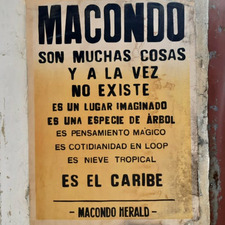 MACONDO
SON MUCHAS COSAS
Y A LA VEZ
NO EXISTE
ES UN LUGAR IMAGINADO
ES UNA ESPECIE DE ÁRBOL
ES PENSAMIENTO MAGICO
ES COTIDIANIDAD EN LOOP
ES NIEVE TROPICAL
ES EL CARIBE
- MACONDO HERALD -